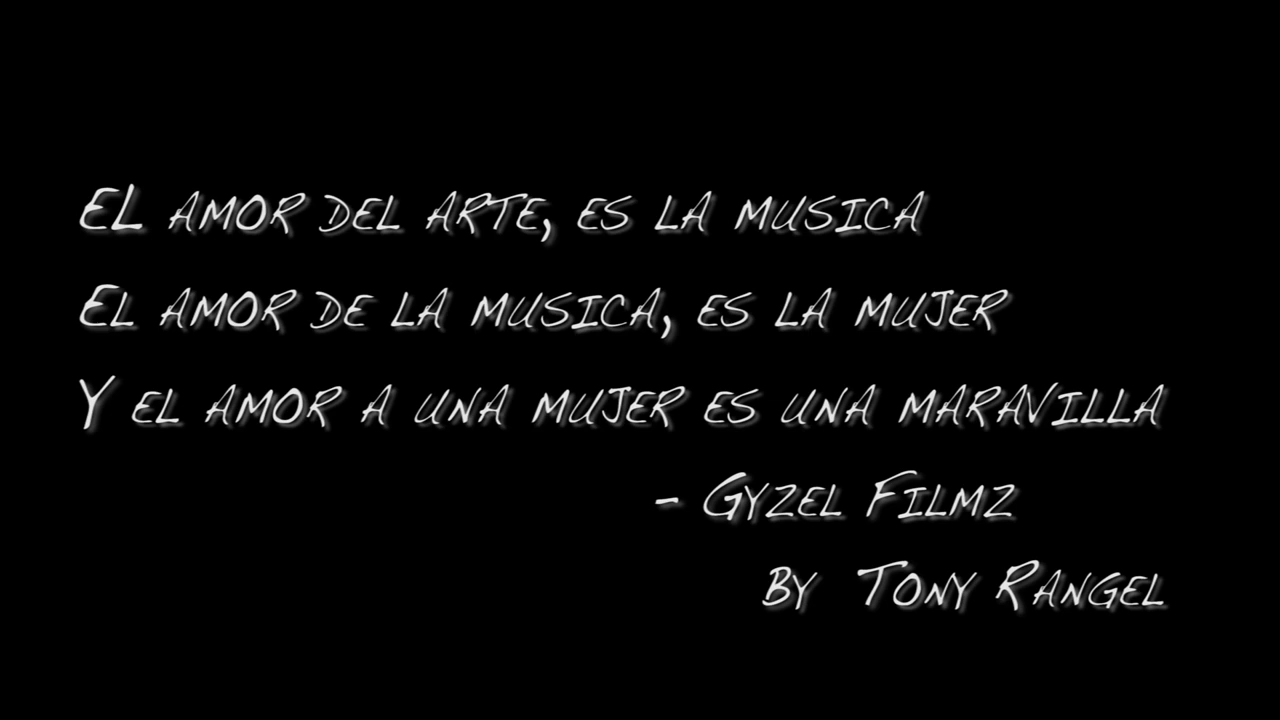 EL amor del arte, es la musica
El amor de la musica, es la mujer
Y el amor a una mujer es una maravilla
- Gyzel Filmz
by Tony Rangel